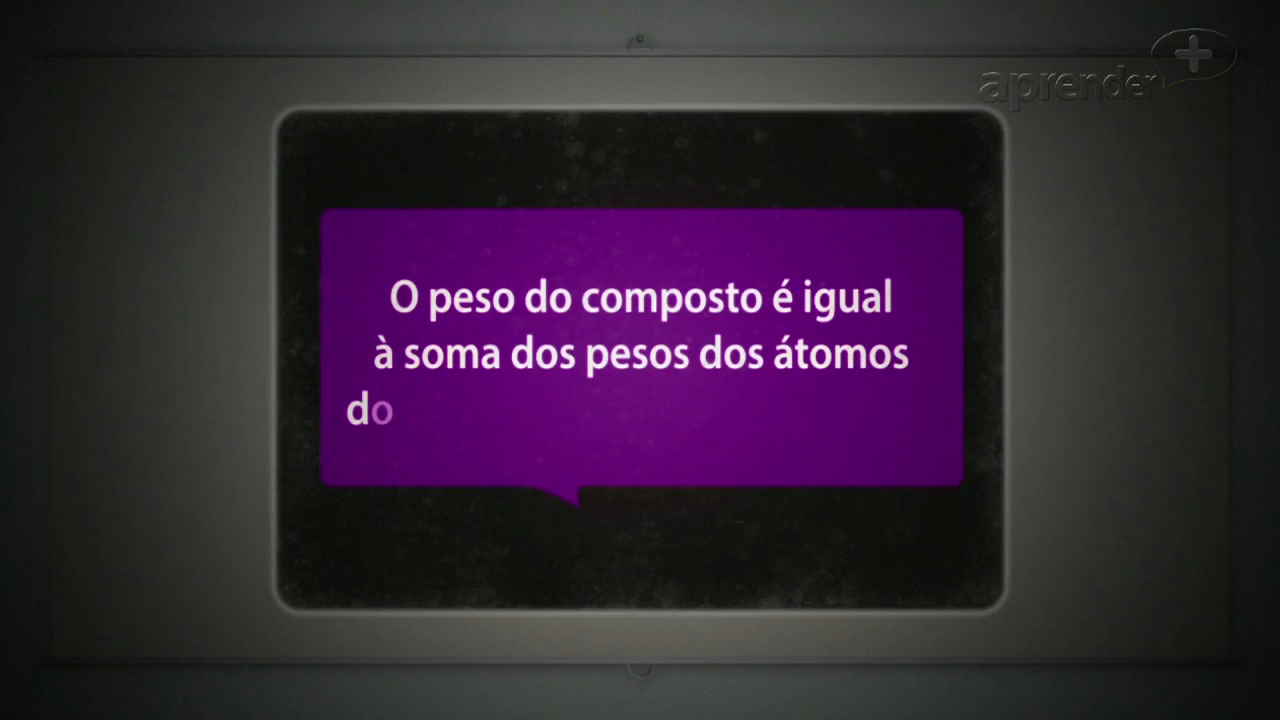 aprender +
O peso do composto é igual
à soma dos pesos dos átomos
do